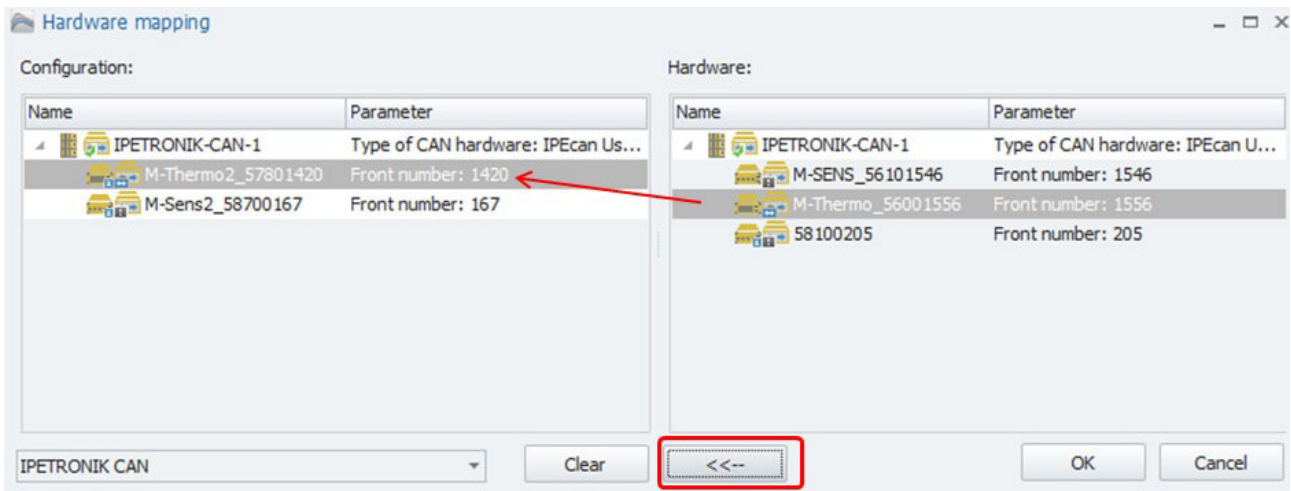 Hardware mapping
Configuration:
Hardware:
Name Parameter
Name Parameter
IPETRONIK-CAN-1 Type of CAN hardware: IPEcan Us...
IPETRONIK-CAN-1 Type of CAN hardware: IPEcan U...
M-Thermo2_57801420 Front number: 1420
M-SENS_56101546 Front number: 1546
M-Sens2_58700167 Front number: 167
M-Thermo_56001556 Front number: 1556
58100205 Front number: 205
IPETRONIK CAN
Clear
<<--
OK
Cancel